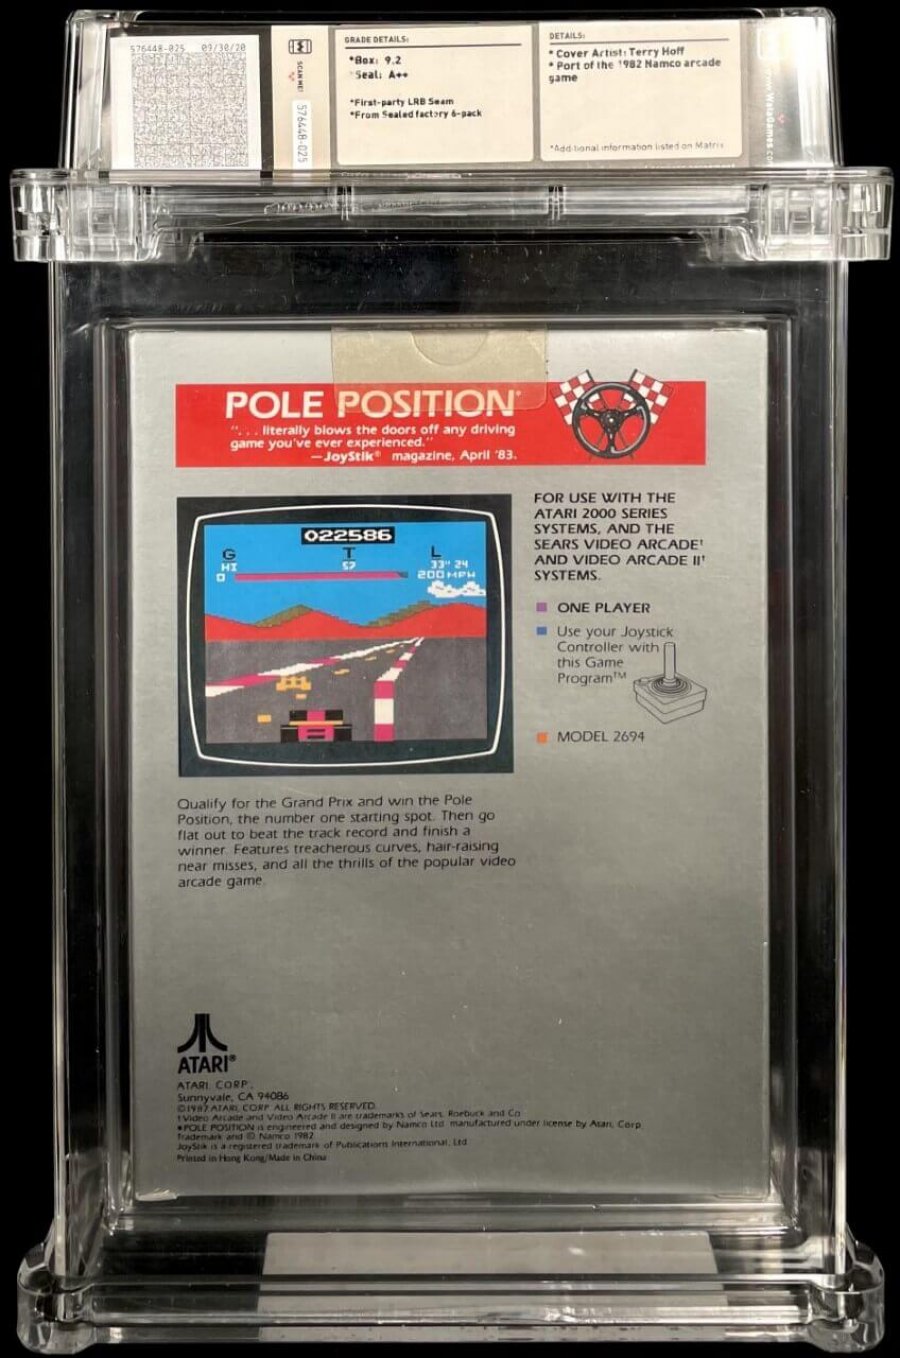 576448-025 09/30/20
SCAN ME!
576448-025
GRADE DETAILS:
*Box: 9.2
*Seal: A++
*First-party LRB Seam
*From Sealed factory 6-pack
DETAILS:
* Cover Artist: Terry Hoff
* Port of the 1982 Namco arcade
game
*Additional information listed on Matrix
POLE POSITION®
"... literally blows the doors off any driving
game you've ever experienced."
—JoyStik® magazine, April '83.
022586
G T L
HI 57 33" 24
0 200 MPH
FOR USE WITH THE
ATARI 2000 SERIES
SYSTEMS, AND THE
SEARS VIDEO ARCADE†
AND VIDEO ARCADE II†
SYSTEMS.
ONE PLAYER
Use your Joystick
Controller with
this Game
Program™
MODEL 2694
Qualify for the Grand Prix and win the Pole
Position, the number one starting spot. Then go
flat out to beat the track record and finish a
winner. Features treacherous curves, hair-raising
near misses, and all the thrills of the popular video
arcade game.
ATARI®
ATARI CORP.
Sunnyvale, CA 94086
©1987 ATARI, CORP. ALL RIGHTS RESERVED.
†Video Arcade and Video Arcade II are trademarks of Sears, Roebuck and Co.
*POLE POSITION is engineered and designed by Namco Ltd. manufactured under license by Atari, Corp.
Trademark and © Namco 1982
JoyStik is a registered trademark of Publications International, Ltd.
Printed in Hong Kong/Made in China